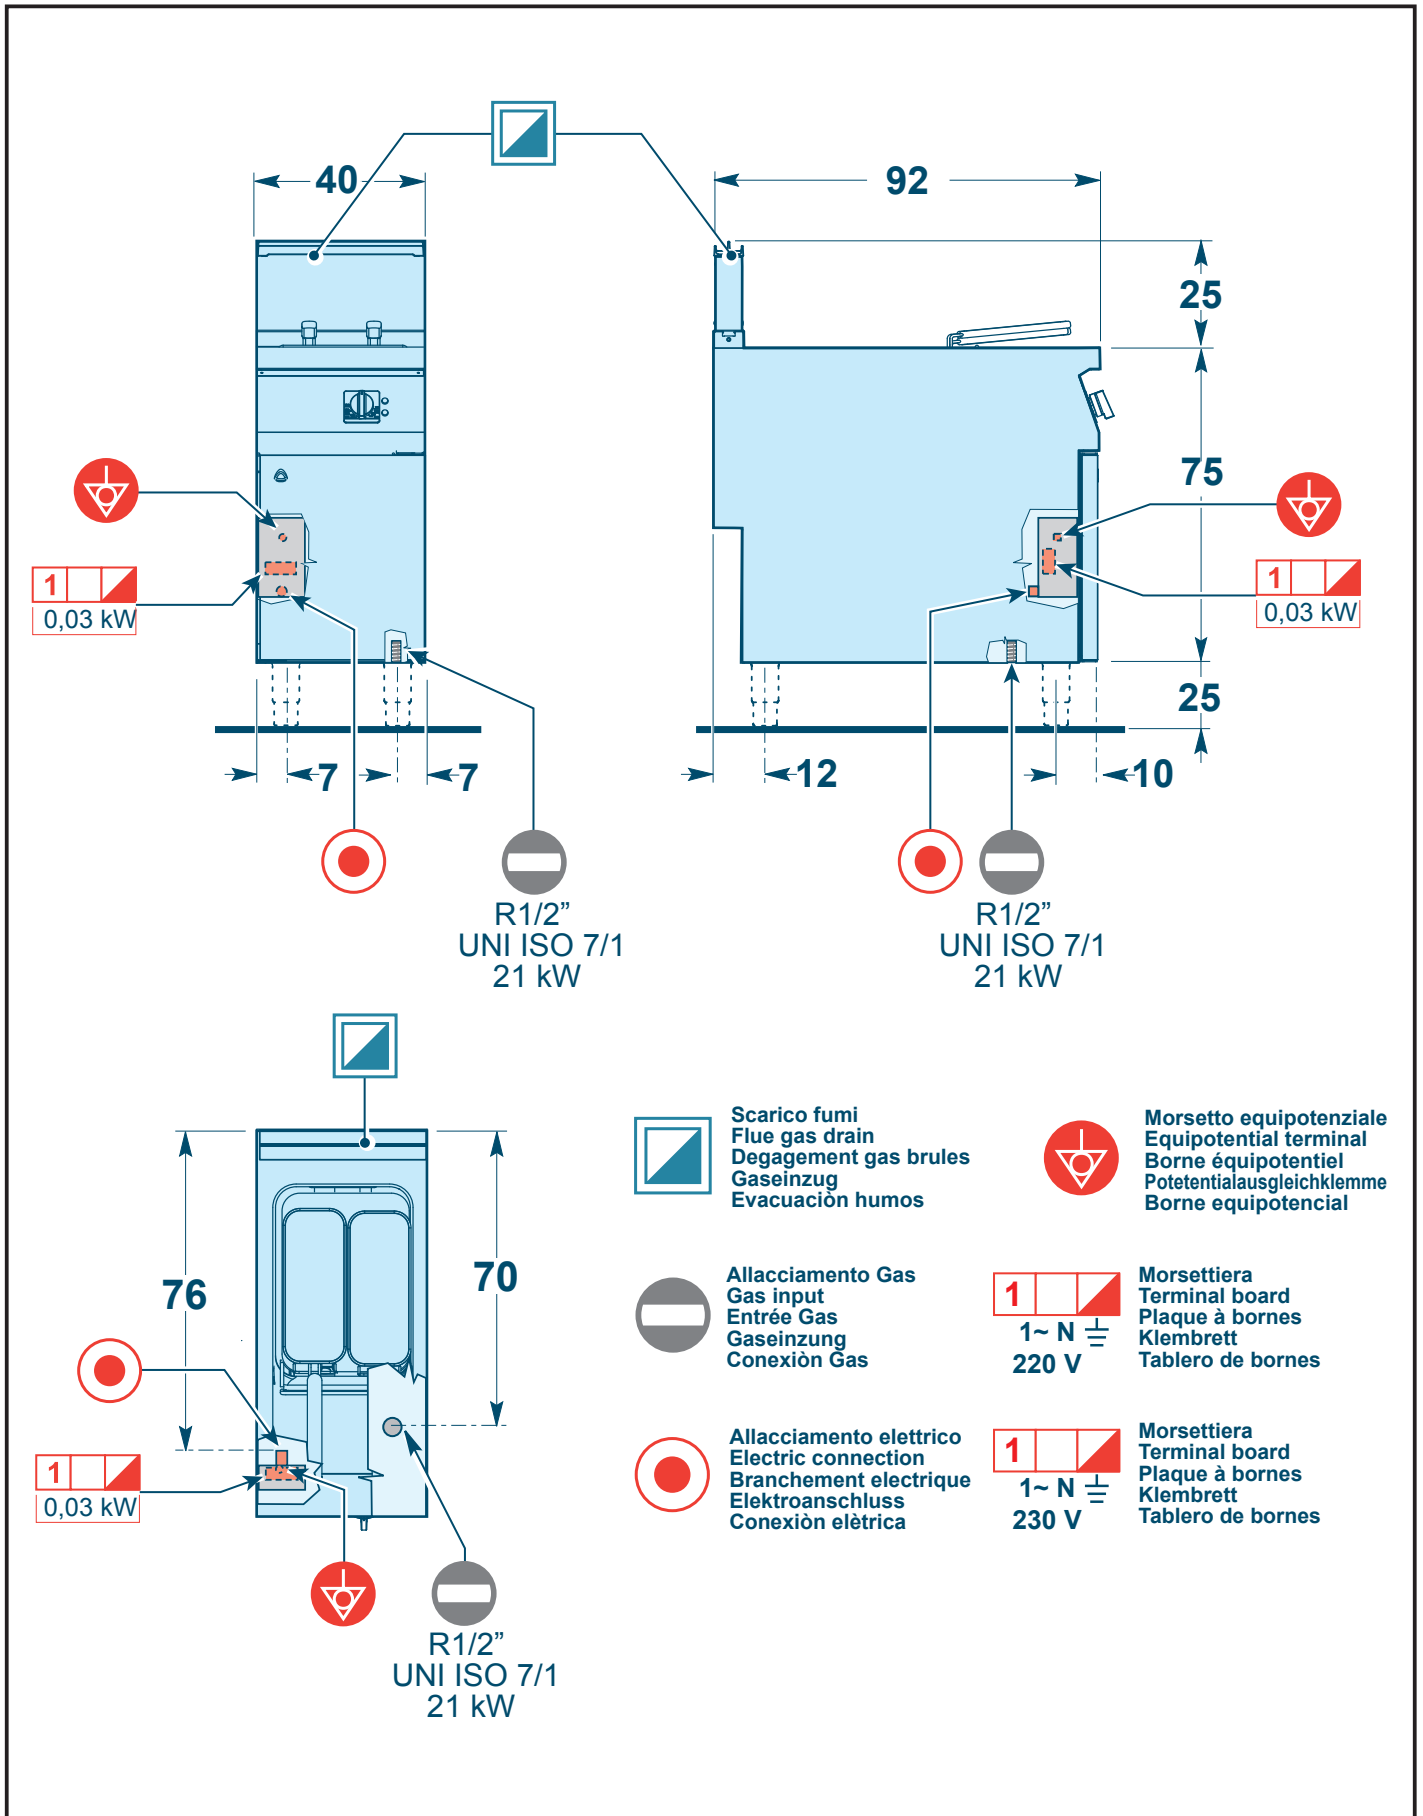 40
92
25
75
1
0,03 kW
1
0,03 kW
25
7
7
12
10
R1/2”
UNI ISO 7/1
21 kW
R1/2”
UNI ISO 7/1
21 kW
76
70
1
0,03 kW
R1/2”
UNI ISO 7/1
21 kW
Scarico fumi
Flue gas drain
Degagement gas brules
Gaseinzug
Evacuaciòn humos
Morsetto equipotenziale
Equipotential terminal
Borne équipotentiel
Potetentialausgleichklemme
Borne equipotencial
Allacciamento Gas
Gas input
Entrée Gas
Gaseinzung
Conexiòn Gas
1
1~ N
220 V
Morsettiera
Terminal board
Plaque à bornes
Klembrett
Tablero de bornes
Allacciamento elettrico
Electric connection
Branchement electrique
Elektroanschluss
Conexiòn elètrica
1
1~ N
230 V
Morsettiera
Terminal board
Plaque à bornes
Klembrett
Tablero de bornes